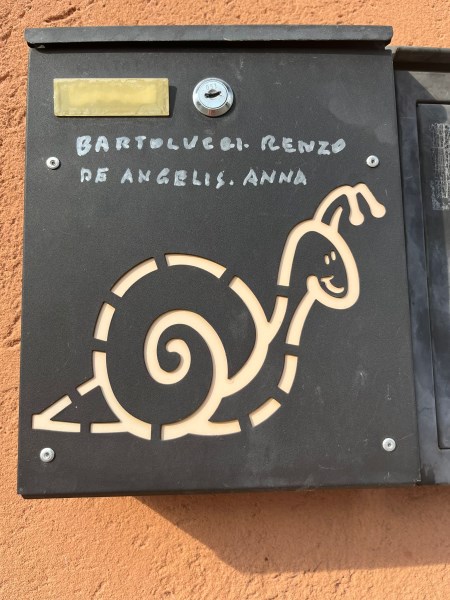 BARTOLUCCI. RENZO
DE ANGELIS. ANNA